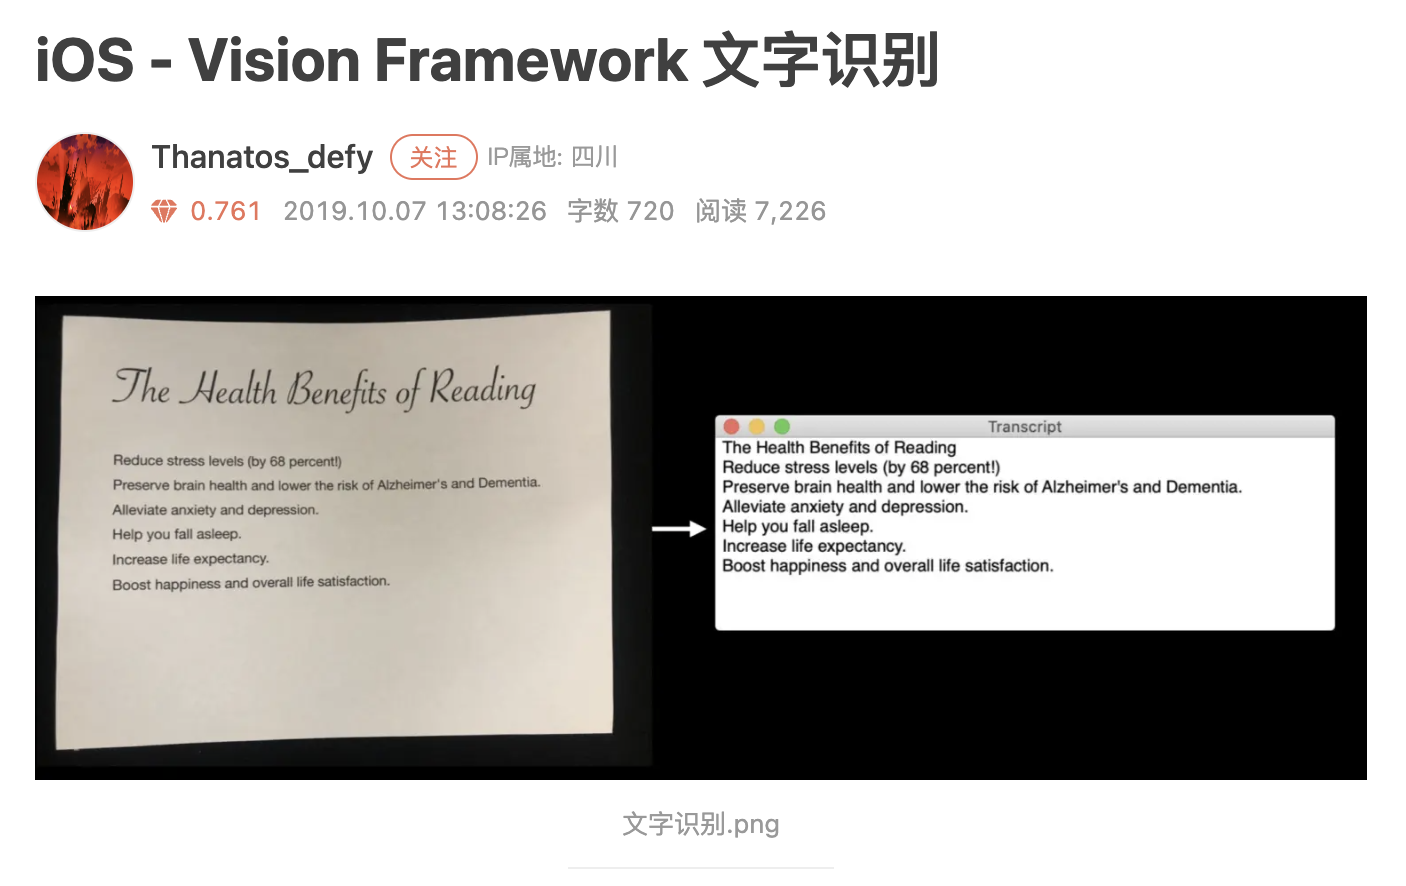 iOS - Vision Framework 文字识别
Thanatos_defy 关注 IP属地: 四川
0.761 2019.10.07 13:08:26 字数 720 阅读 7,226
The Health Benefits of Reading
Reduce stress levels (by 68 percent!)
Preserve brain health and lower the risk of Alzheimer's and Dementia.
Alleviate anxiety and depression.
Help you fall asleep.
Increase life expectancy.
Boost happiness and overall life satisfaction.
Transcript
The Health Benefits of Reading
Reduce stress levels (by 68 percent!)
Preserve brain health and lower the risk of Alzheimer's and Dementia.
Alleviate anxiety and depression.
Help you fall asleep.
Increase life expectancy.
Boost happiness and overall life satisfaction.
文字识别.png